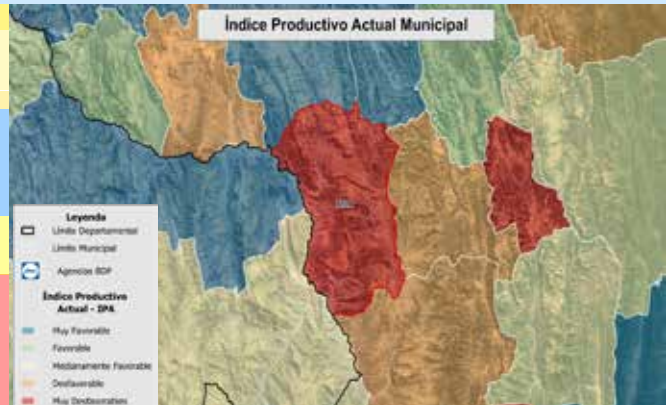 Índice Productivo Actual Municipal
Leyenda
Límite Departamental
Límite Municipal
Agencias BDP
Índice Productivo
Actual - IPA
Muy Favorable
Favorable
Medianamente Favorable
Desfavorable
Muy Desfavorable